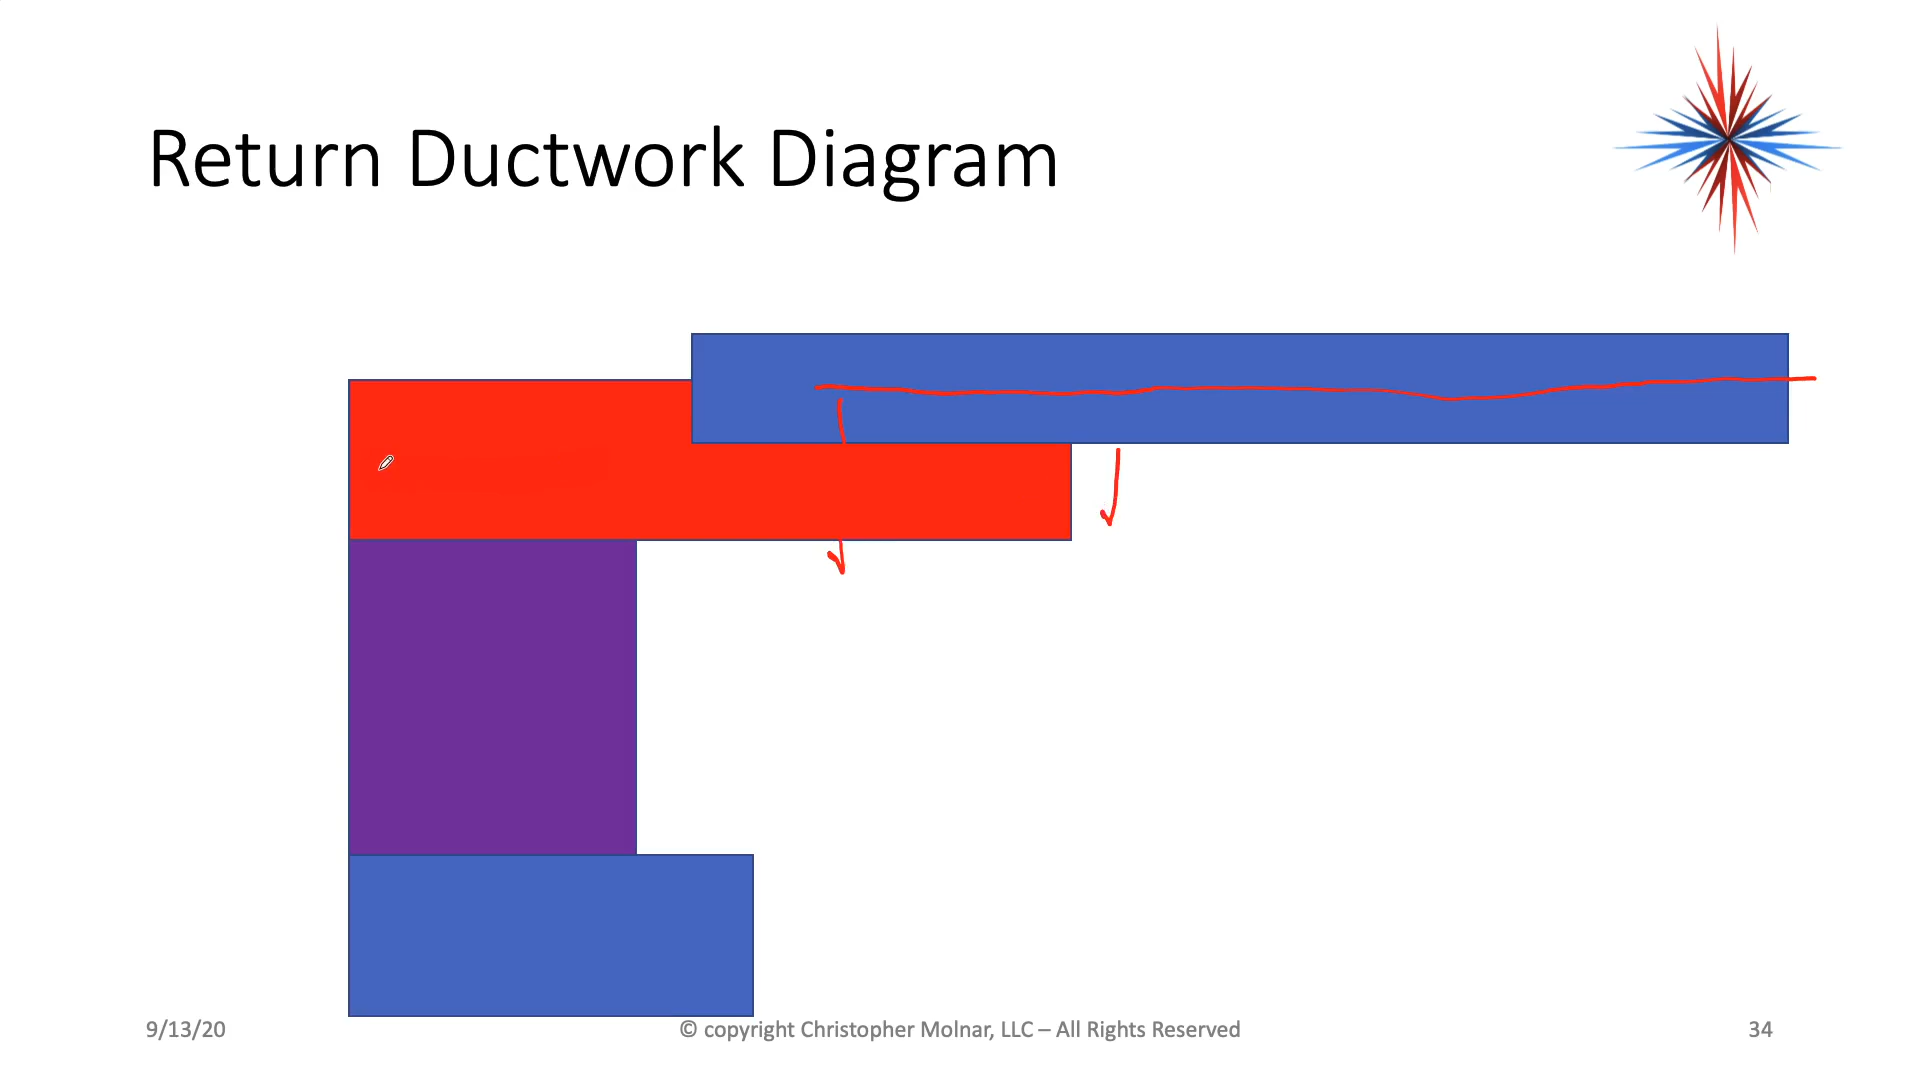 Return Ductwork Diagram
9/13/20
© copyright Christopher Molnar, LLC – All Rights Reserved
34